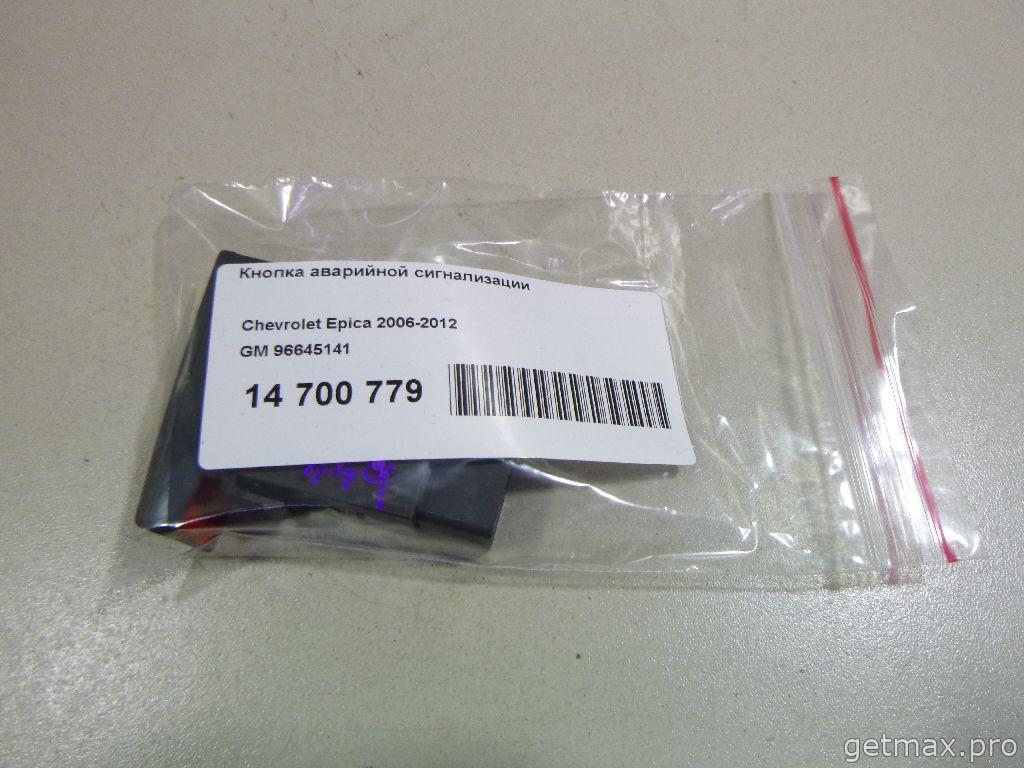 Кнопка аварийной сигнализации
Chevrolet Epica 2006-2012
GM 96645141
14 700 779
getmax.pro